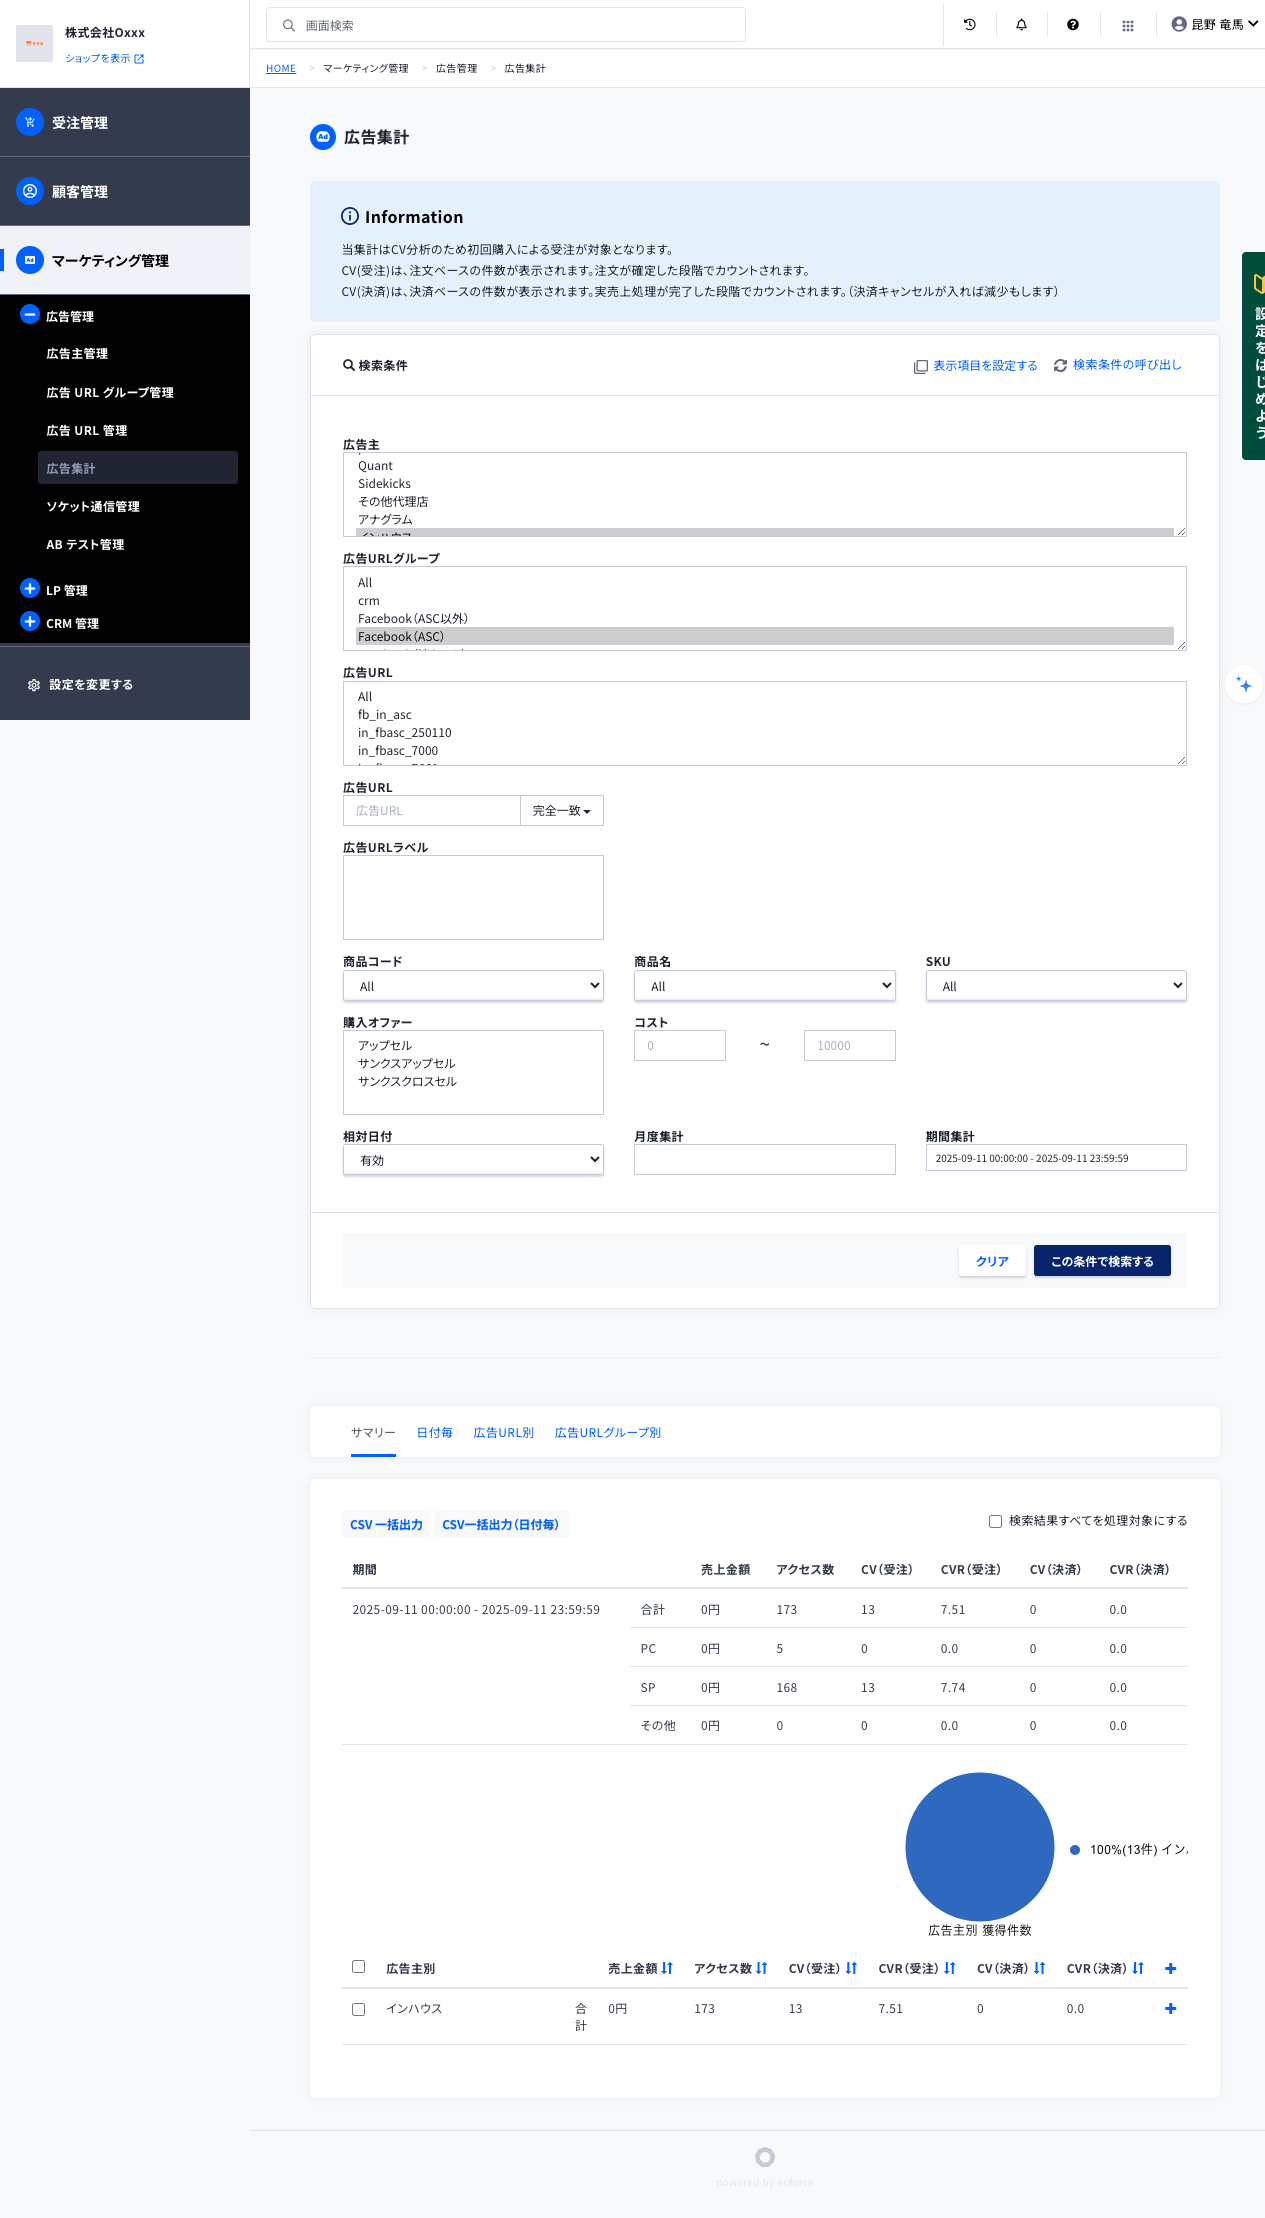 株式会社Oxxx
ショップを表示
画面検索
昆野 竜馬
HOME > マーケティング管理 > 広告管理 > 広告集計
受注管理
顧客管理
マーケティング管理
広告管理
広告主管理
広告 URL グループ管理
広告 URL 管理
広告集計
ソケット通信管理
AB テスト管理
LP 管理
CRM 管理
設定を変更する
広告集計
Information
当集計はCV分析のため初回購入による受注が対象となります。
CV(受注)は、注文ベースの件数が表示されます。注文が確定した段階でカウントされます。
CV(決済)は、決済ベースの件数が表示されます。実売上処理が完了した段階でカウントされます。（決済キャンセルが入れば減少もします）
設定をはじめよう
検索条件
表示項目を設定する
検索条件の呼び出し
広告主
Quant
Sidekicks
その他代理店
アナグラム
インハウス
広告URLグループ
All
crm
Facebook（ASC以外）
Facebook（ASC）
広告URL
All
fb_in_asc
in_fbasc_250110
in_fbasc_7000
広告URL
広告URL 完全一致
広告URLラベル
商品コード 商品名 SKU
All All All
購入オファー コスト
アップセル
サンクスアップセル
サンクスクロスセル
0 〜 10000
相対日付 月度集計 期間集計
有効 2025-09-11 00:00:00 - 2025-09-11 23:59:59
クリア この条件で検索する
サマリー 日付毎 広告URL別 広告URLグループ別
CSV 一括出力 CSV一括出力（日付毎） 検索結果すべてを処理対象にする
期間 売上金額 アクセス数 CV（受注） CVR（受注） CV（決済） CVR（決済）
2025-09-11 00:00:00 - 2025-09-11 23:59:59 合計 0円 173 13 7.51 0 0.0
PC 0円 5 0 0.0 0 0.0
SP 0円 168 13 7.74 0 0.0
その他 0円 0 0 0.0 0 0.0
100%(13件) イン
広告主別 獲得件数
広告主別 売上金額 アクセス数 CV（受注） CVR（受注） CV（決済） CVR（決済）
インハウス 合計 0円 173 13 7.51 0 0.0
powered by ecforce